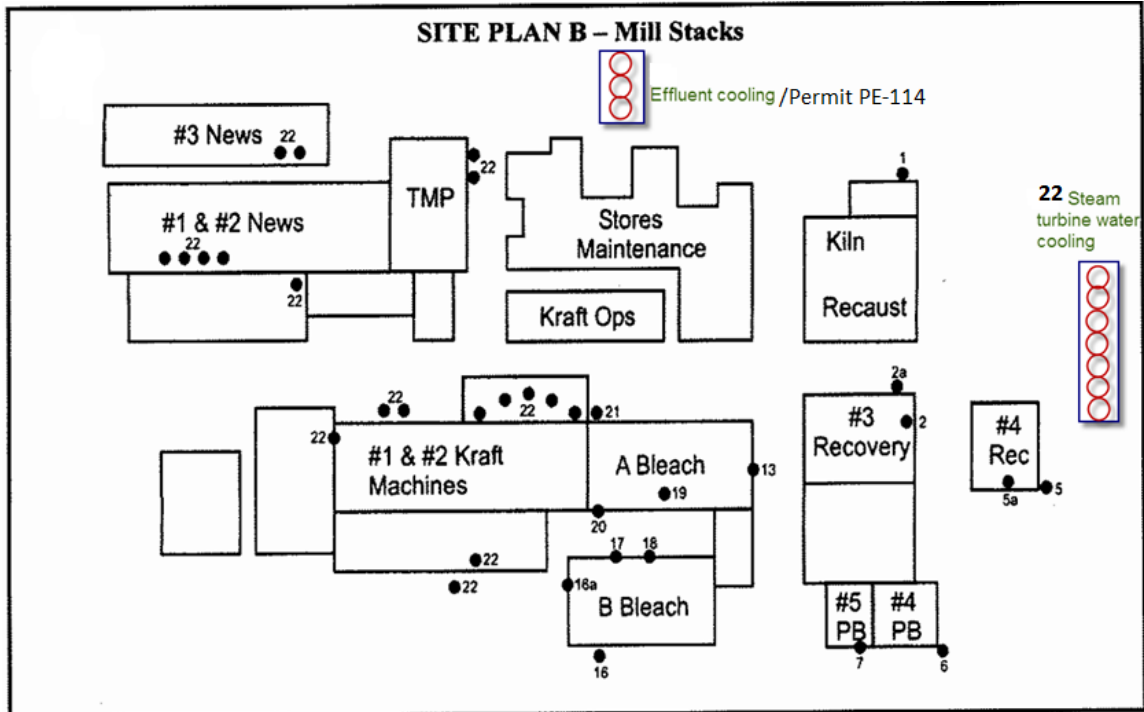 SITE PLAN B – Mill Stacks
Effluent cooling /Permit PE-114
#3 News
22
TMP
22
#1 & #2 News
22
22
Stores
Maintenance
Kraft Ops
1
Kiln
Recaust
22 Steam
turbine water
cooling
22
22
21
22
#1 & #2 Kraft
Machines
A Bleach
19
13
20
2a
#3
Recovery
2
#4
Rec
5a
5
22
22
17
18
16a
B Bleach
16
#5
PB
#4
PB
7
6